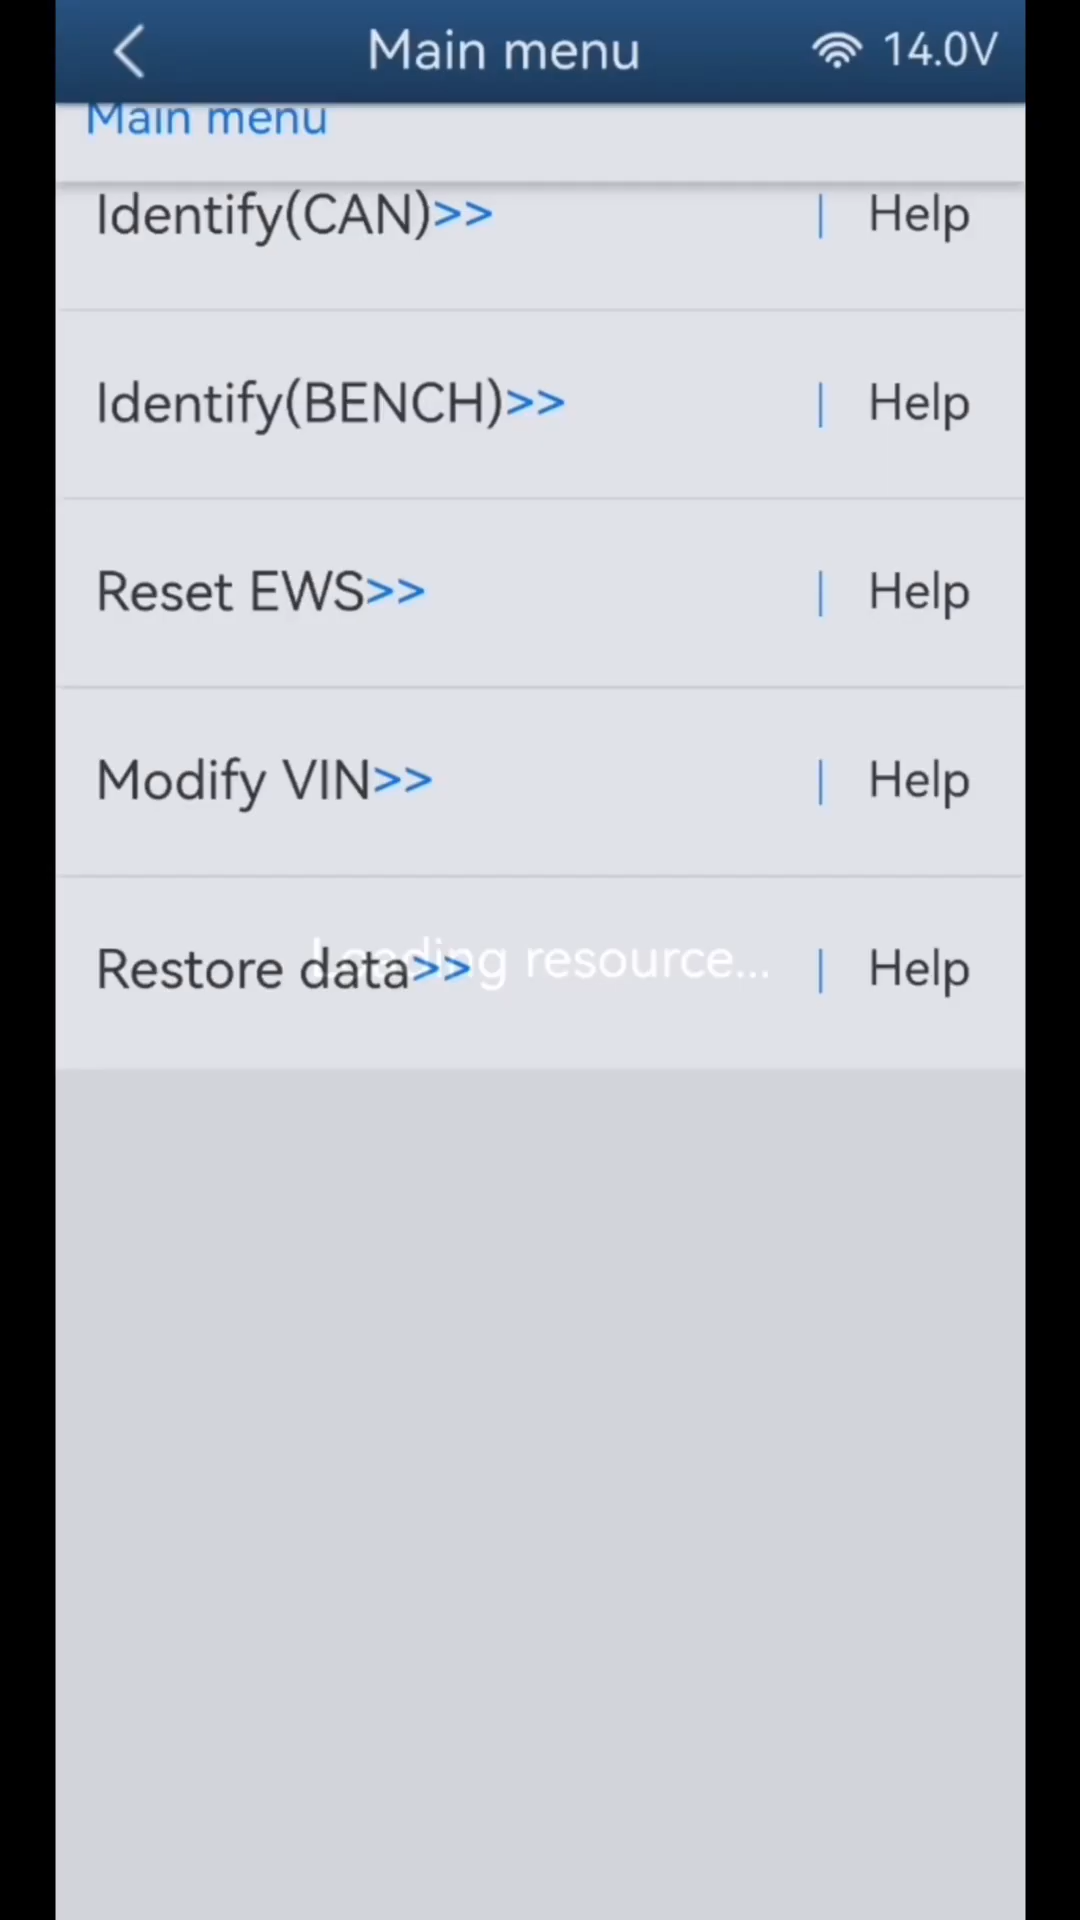 Main menu
14.0V
Main menu
Identify(CAN)>> | Help
Identify(BENCH)>> | Help
Reset EWS>> | Help
Modify VIN>> | Help
Restore data>> | Help
Loading resource...